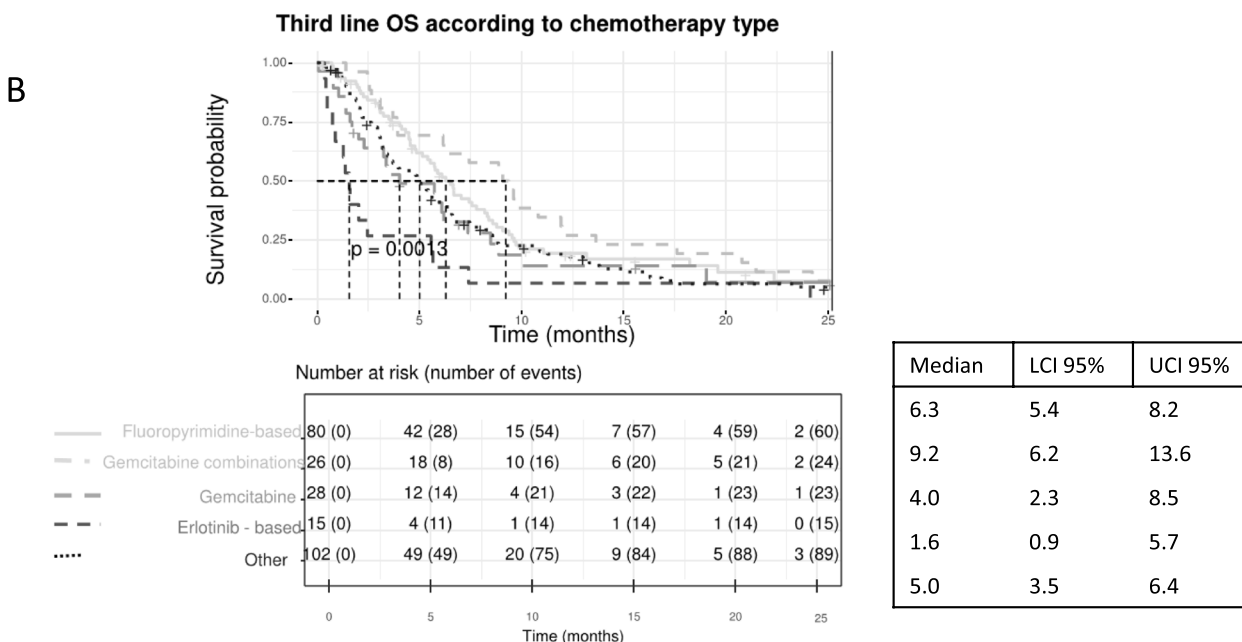 Third line OS according to chemotherapy type
B
Survival probability
1.00
0.75
0.50
0.25
0.00
p = 0.0013
0 5 10 15 20 25
Time (months)
Number at risk (number of events)
Fluoropyrimidine-based 80 (0) 42 (28) 15 (54) 7 (57) 4 (59) 2 (60)
Gemcitabine combinations 26 (0) 18 (8) 10 (16) 6 (20) 5 (21) 2 (24)
Gemcitabine 28 (0) 12 (14) 4 (21) 3 (22) 1 (23) 1 (23)
Erlotinib - based 15 (0) 4 (11) 1 (14) 1 (14) 1 (14) 0 (15)
Other 102 (0) 49 (49) 20 (75) 9 (84) 5 (88) 3 (89)
0 5 10 15 20 25
Time (months)
Median LCI 95% UCI 95%
6.3 5.4 8.2
9.2 6.2 13.6
4.0 2.3 8.5
1.6 0.9 5.7
5.0 3.5 6.4